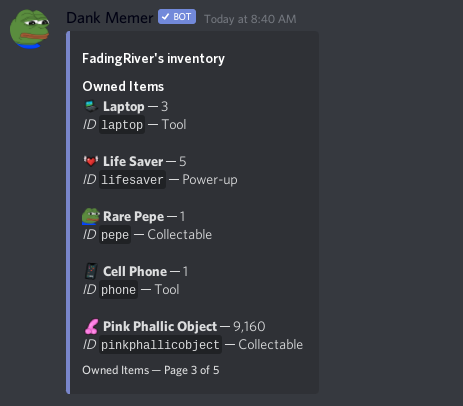 Dank Memer BOT Today at 8:40 AM
FadingRiver's inventory
Owned Items
Laptop — 3
ID laptop — Tool
Life Saver — 5
ID lifesaver — Power-up
Rare Pepe — 1
ID pepe — Collectable
Cell Phone — 1
ID phone — Tool
Pink Phallic Object — 9,160
ID pinkphallicobject — Collectable
Owned Items — Page 3 of 5